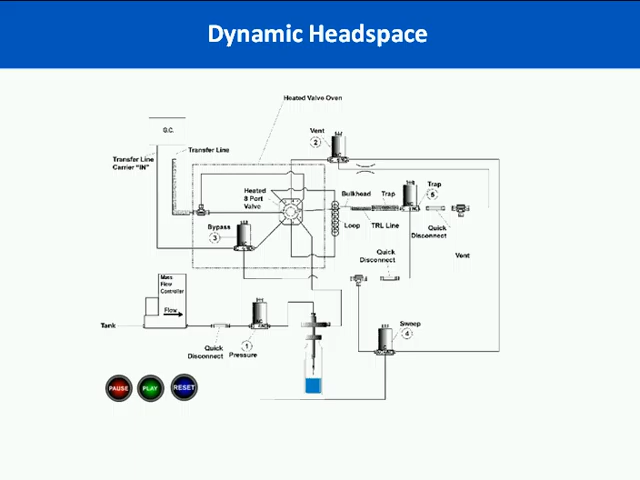 Dynamic Headspace
Heated Valve Oven
G.C.
Transfer Line
Transfer Line
Carrier "IN"
Vent
2
Heated
8 Port
Valve
Bulkhead
Trap
Trap
5
Bypass
3
Loop
TRL Line
Quick
Disconnect
Vent
Quick
Disconnect
Mass
Flow
Controller
Flow
Tank
Quick
Disconnect
1
Pressure
Sweep
4
PAUSE
PLAY
RESET